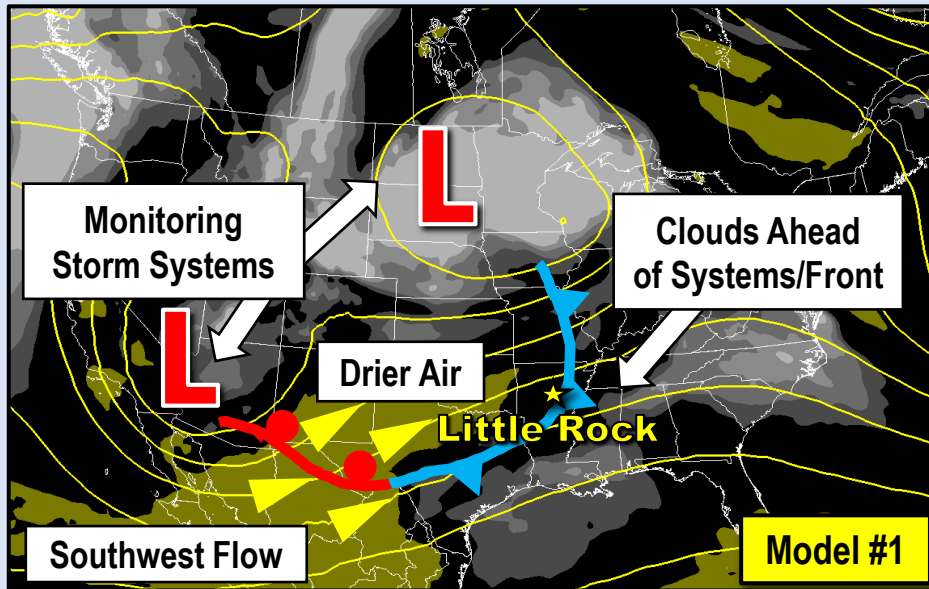 L
Monitoring
Storm Systems
Clouds Ahead
of Systems/Front
L
Drier Air
Little Rock
Southwest Flow
Model #1